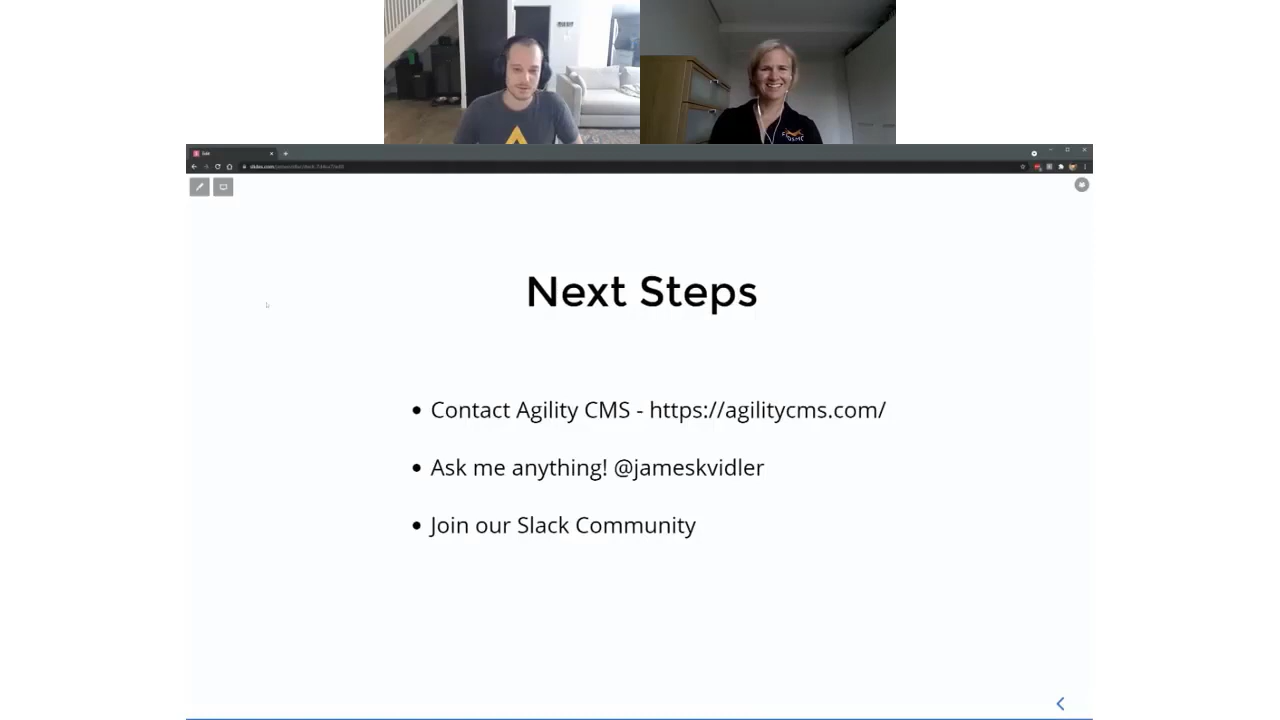 Next Steps
• Contact Agility CMS - https://agilitycms.com/
• Ask me anything! @jameskvidler
• Join our Slack Community